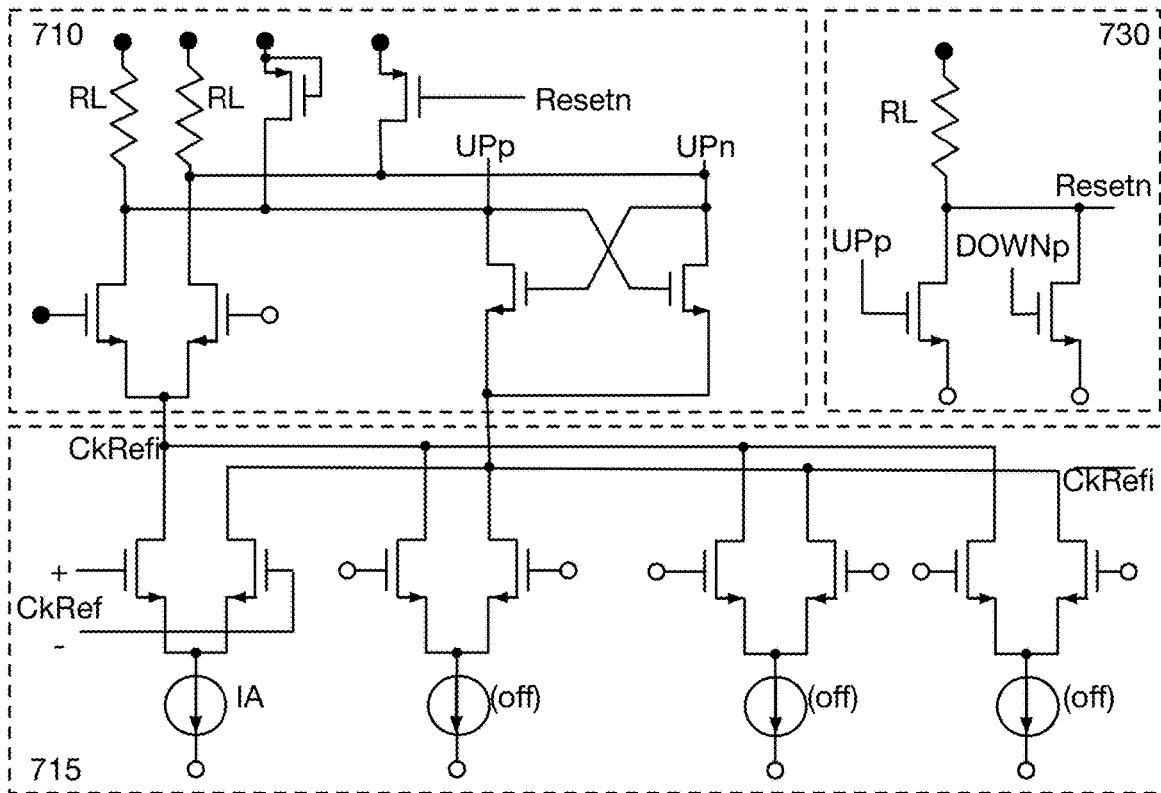 710
730
RL
RL
Resetn
RL
UPp
UPn
Resetn
UPp
DOWNp
CkRefi
CkRefi
+
CkRef
-
IA
(off)
(off)
(off)
715